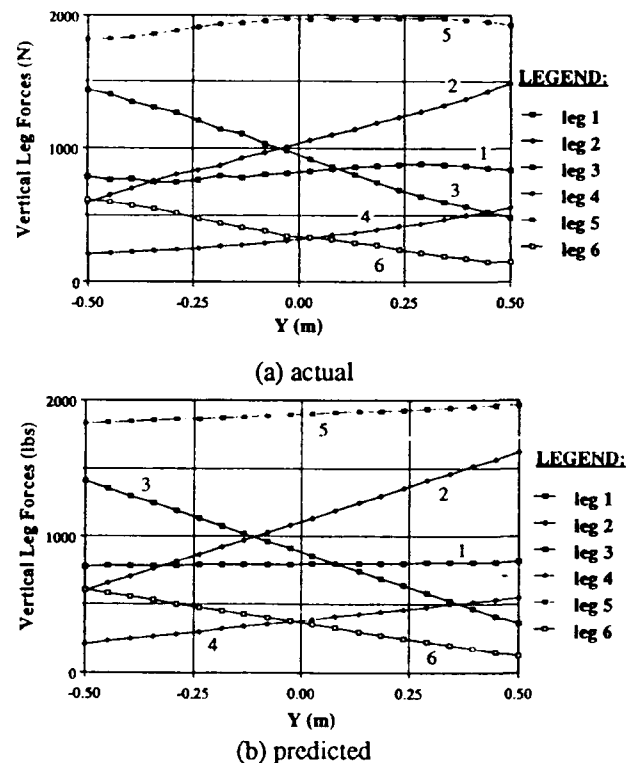 2000
1000
0
Vertical Leg Forces (N)
5
2
1
3
4
6
-0.50
-0.25
0.00
0.25
0.50
Y (m)
LEGEND:
leg 1
leg 2
leg 3
leg 4
leg 5
leg 6
(a) actual
2000
1000
0
Vertical Leg Forces (lbs)
5
3
2
1
4
6
-0.50
-0.25
0.00
0.25
0.50
Y (m)
LEGEND:
leg 1
leg 2
leg 3
leg 4
leg 5
leg 6
(b) predicted